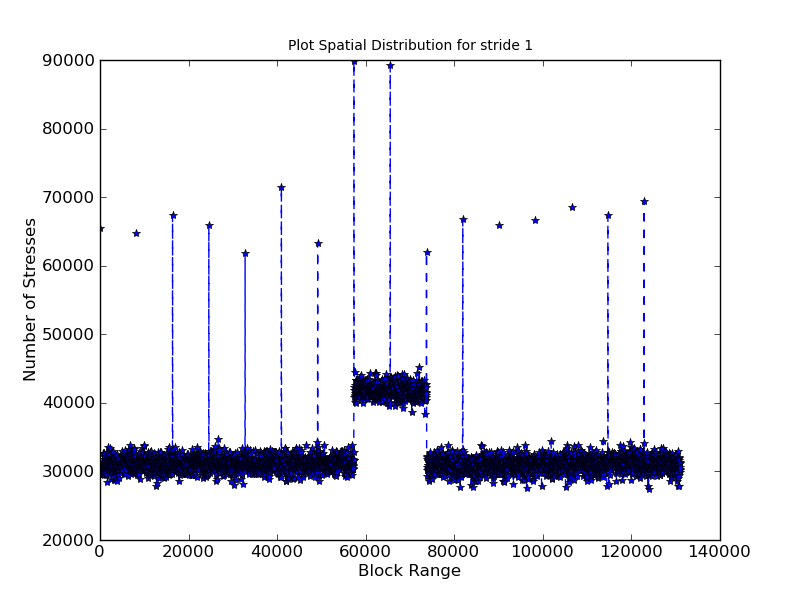 Plot Spatial Distribution for stride 1
90000
80000
70000
60000
50000
40000
30000
20000
Number of Stresses
0 20000 40000 60000 80000 100000 120000 140000
Block Range